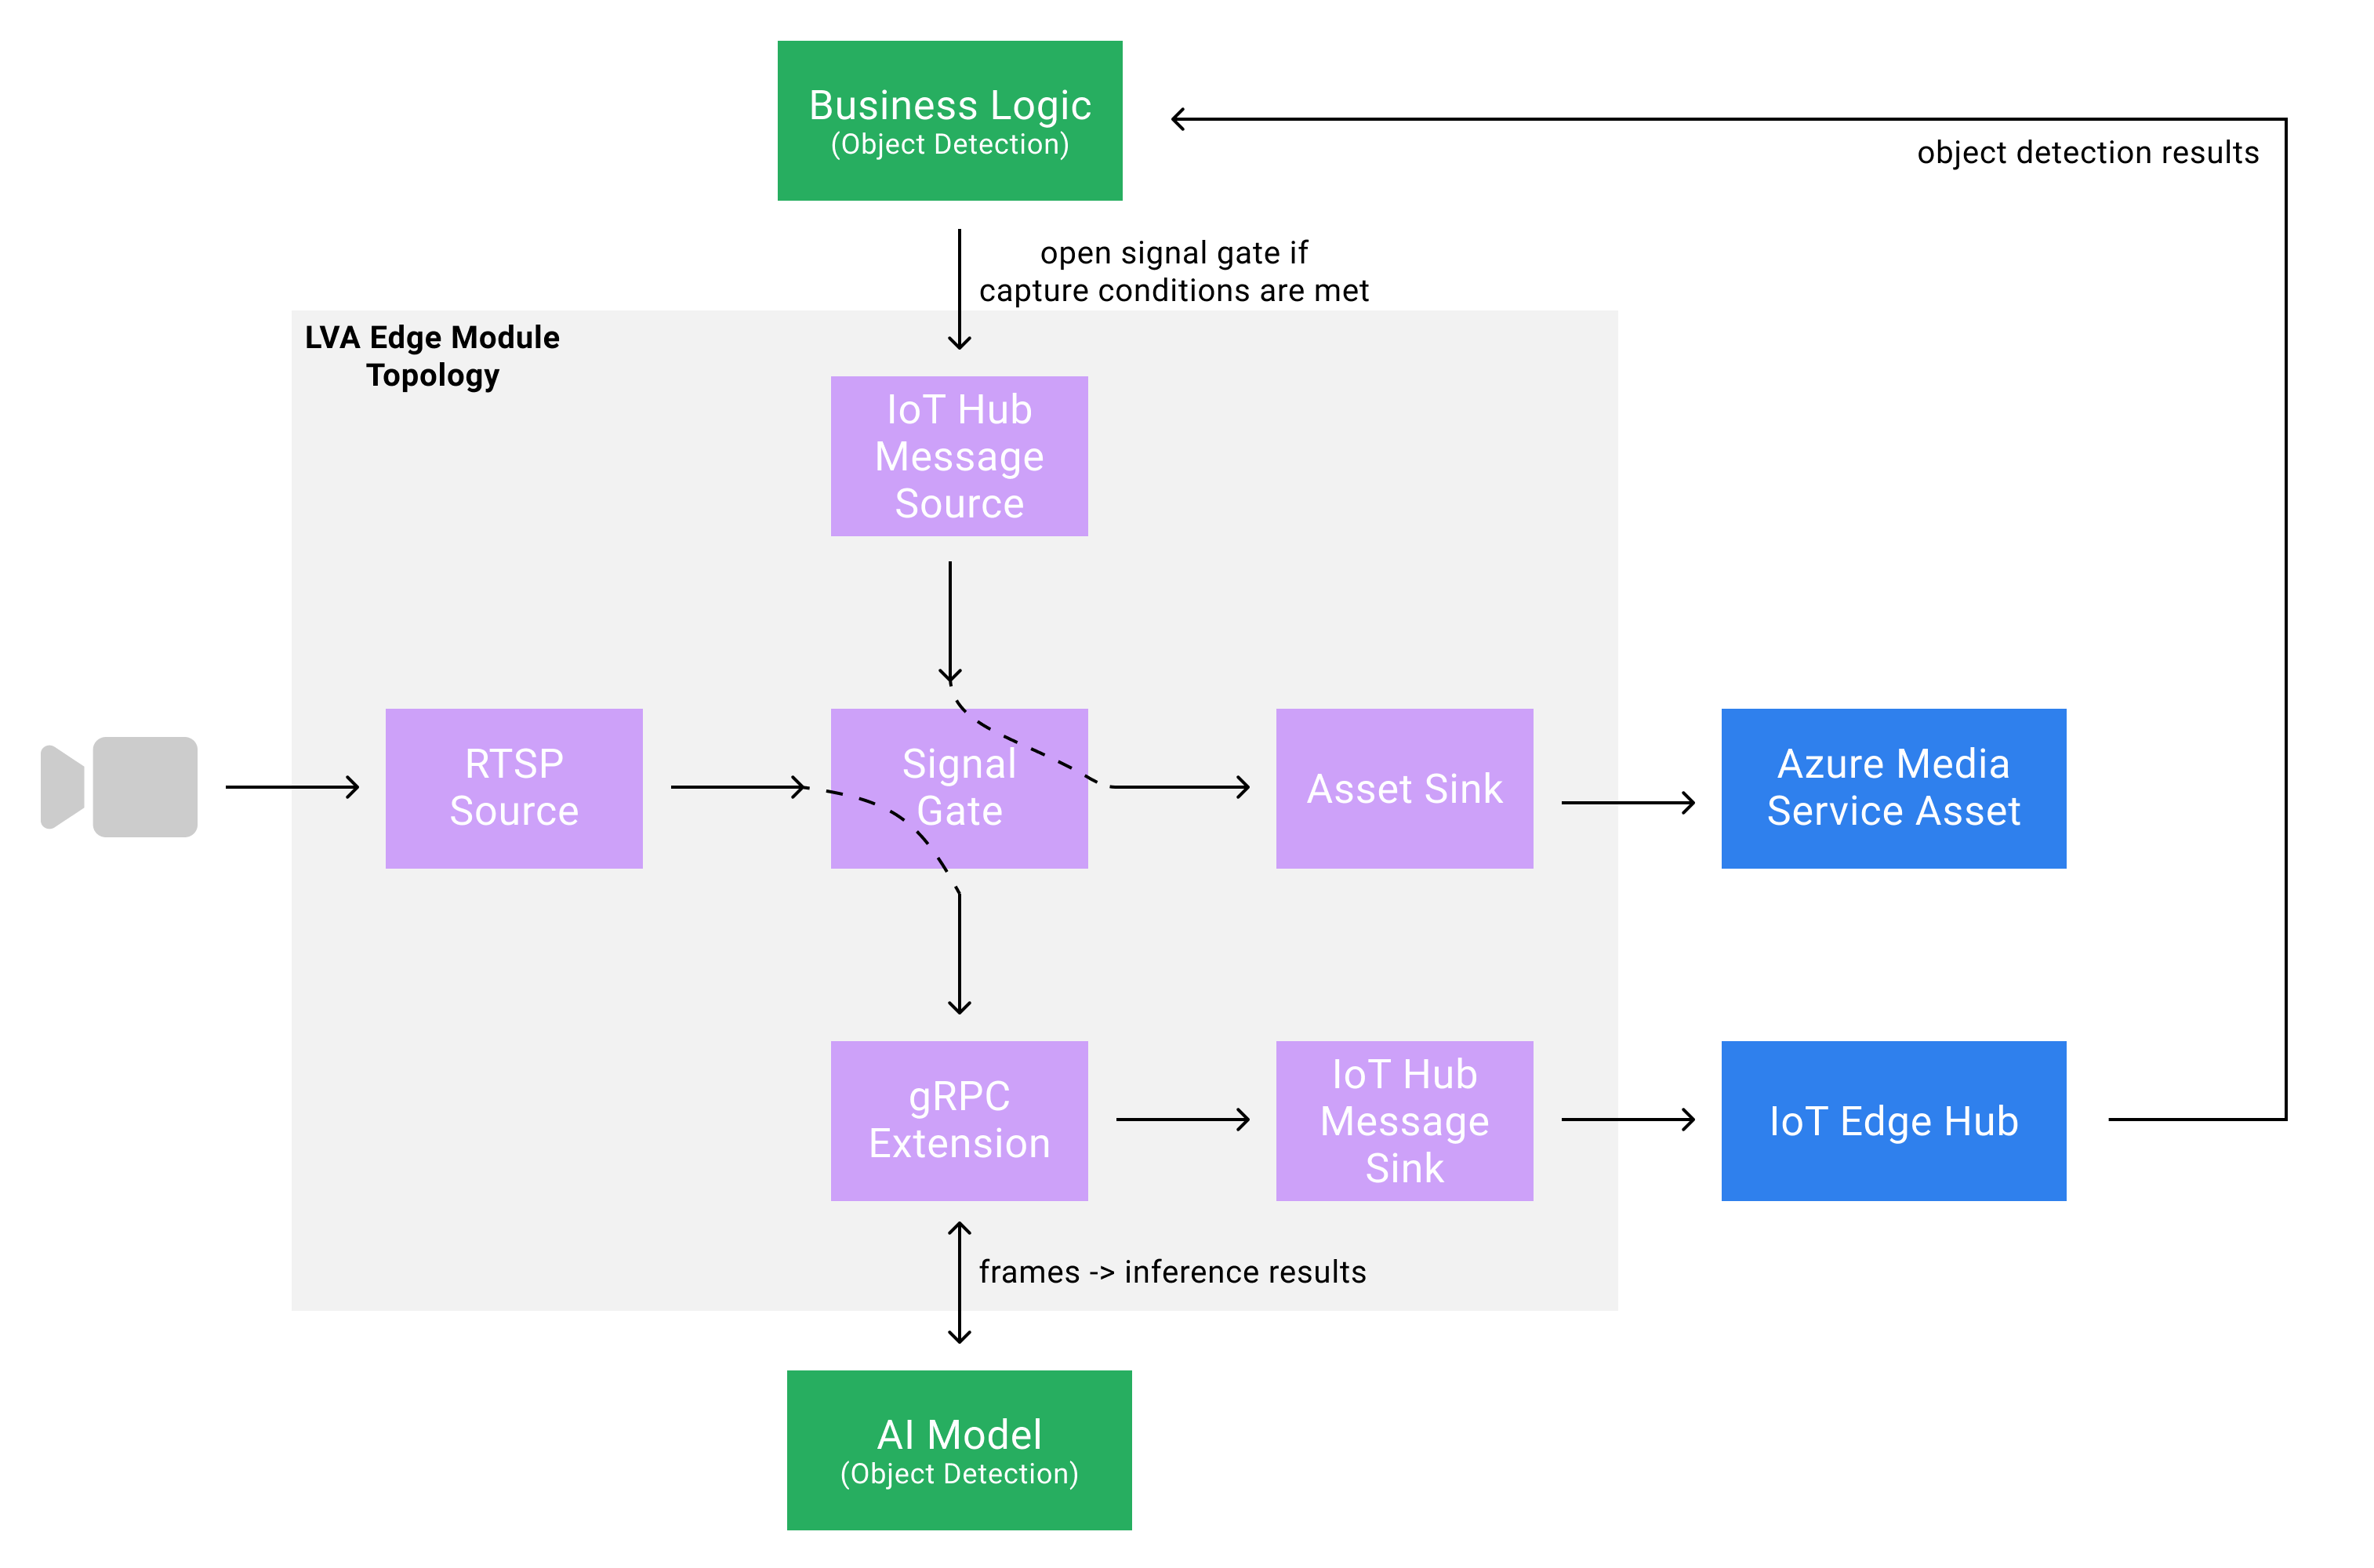 Business Logic
(Object Detection)
object detection results
open signal gate if
capture conditions are met
LVA Edge Module
Topology
IoT Hub
Message
Source
RTSP
Source
Signal
Gate
Asset Sink
Azure Media
Service Asset
gRPC
Extension
IoT Hub
Message
Sink
IoT Edge Hub
frames -> inference results
AI Model
(Object Detection)